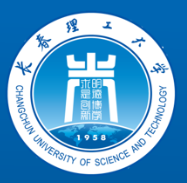 长春理工大学
CHANGCHUN UNIVERSITY OF SCIENCE AND TECHNOLOGY
1958